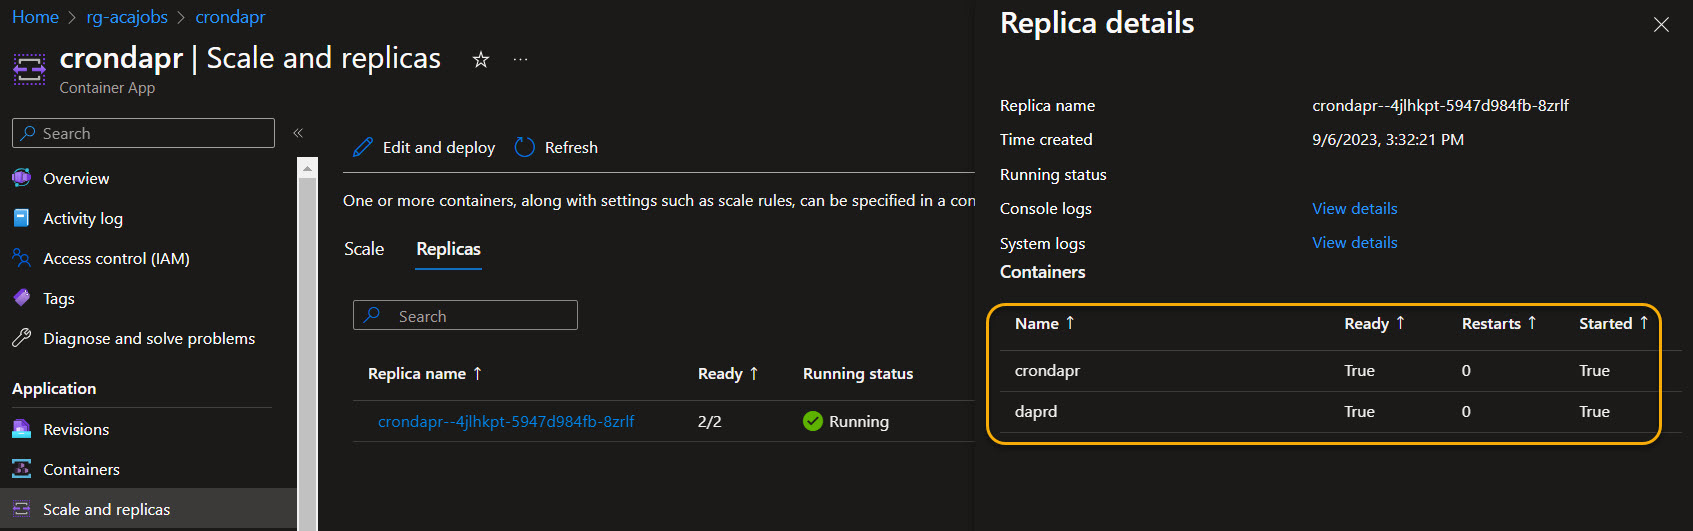 Home > rg-acajobs > crondapr
crondapr | Scale and replicas
Container App
Search
Overview
Activity log
Access control (IAM)
Tags
Diagnose and solve problems
Application
Revisions
Containers
Scale and replicas
Edit and deploy Refresh
One or more containers, along with settings such as scale rules, can be specified in a con
Scale Replicas
Search
Replica name ↑ Ready ↑ Running status
crondapr--4jlhkpt-5947d984fb-8zrlf 2/2 Running
Replica details
Replica name crondapr--4jlhkpt-5947d984fb-8zrlf
Time created 9/6/2023, 3:32:21 PM
Running status
Console logs View details
System logs View details
Containers
Name ↑ Ready ↑ Restarts ↑ Started ↑
crondapr True 0 True
daprd True 0 True